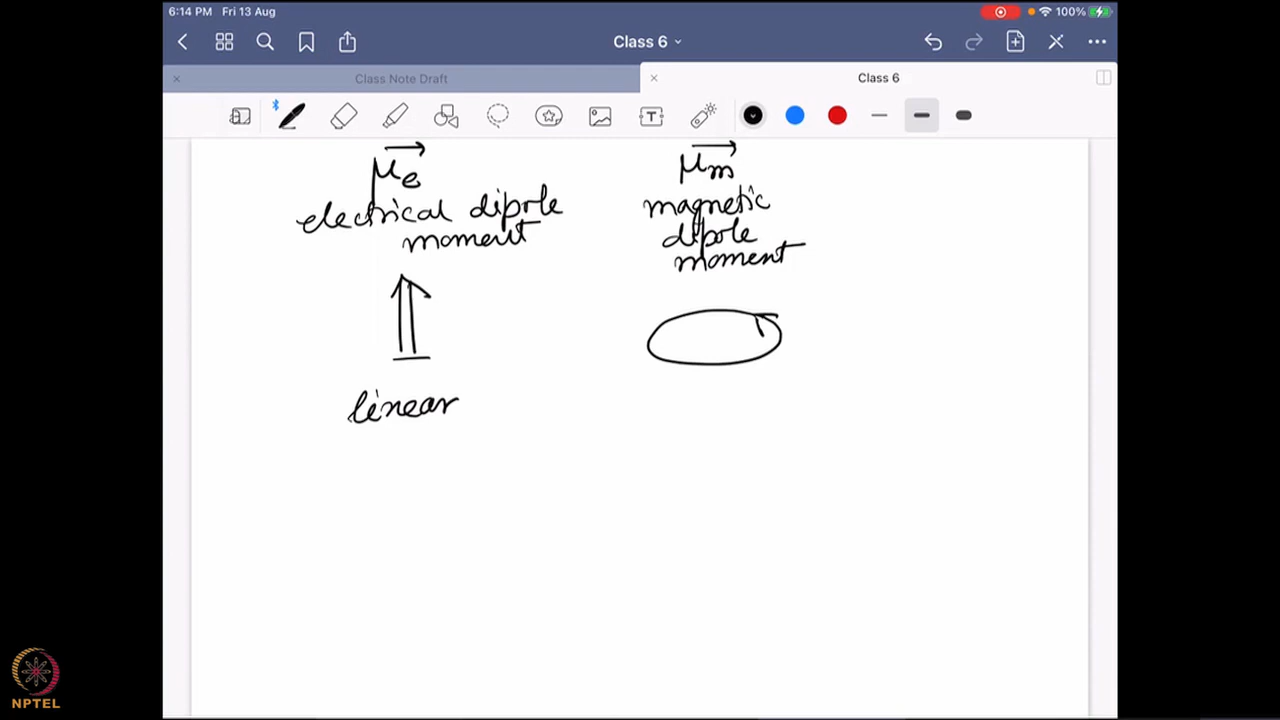 6:14 PM Fri 13 Aug
100%
Class 6
Class Note Draft
Class 6
T
μe
μm
electrical dipole
moment
magnetic
dipole
moment
linear
NPTEL